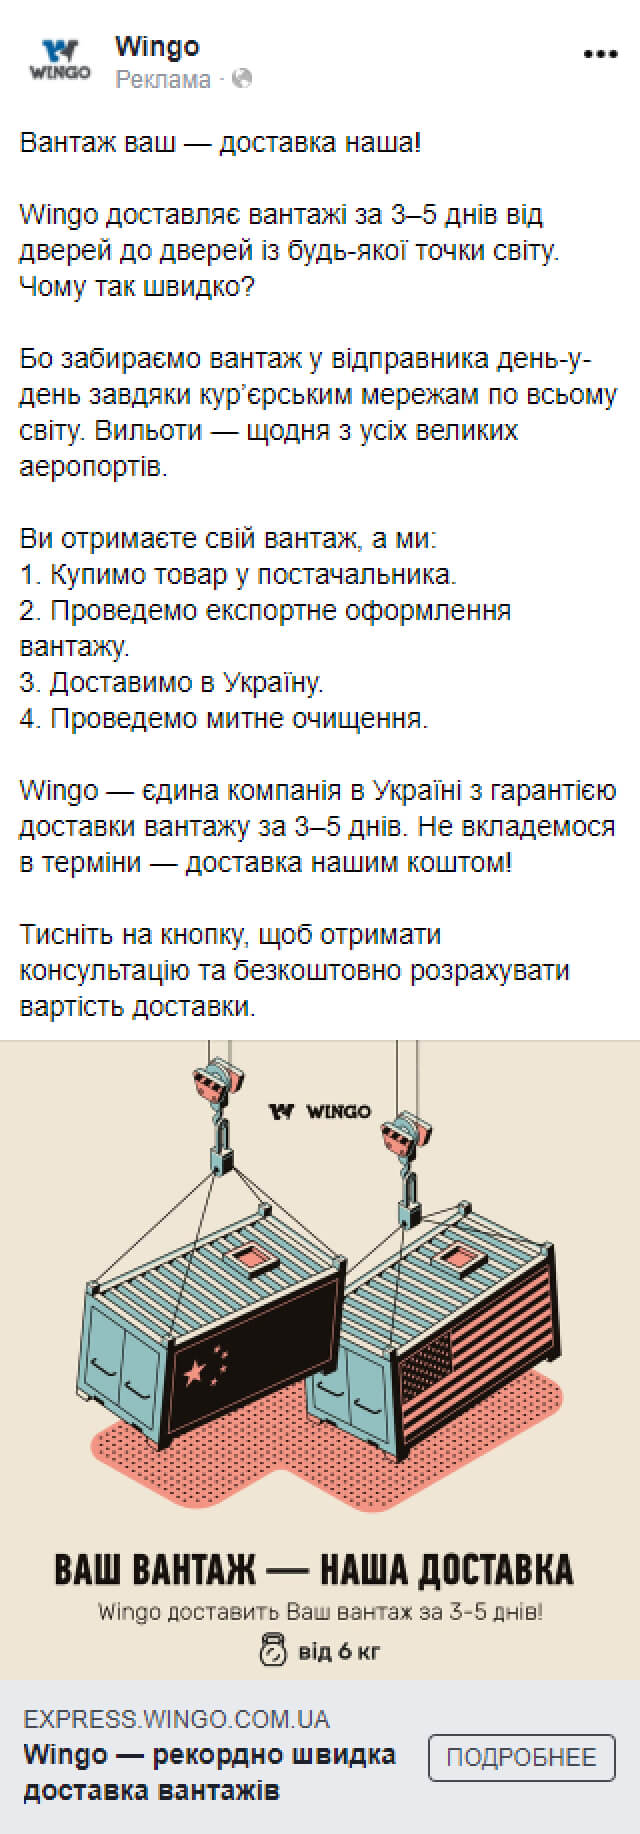 WINGO
Wingo
Реклама ·
Вантаж ваш — доставка наша!
Wingo доставляє вантажі за 3–5 днів від
дверей до дверей із будь-якої точки світу.
Чому так швидко?
Бо забираємо вантаж у відправника день-у-
день завдяки кур’єрським мережам по всьому
світу. Вильоти — щодня з усіх великих
аеропортів.
Ви отримаєте свій вантаж, а ми:
1. Купимо товар у постачальника.
2. Проведемо експортне оформлення
вантажу.
3. Доставимо в Україну.
4. Проведемо митне очищення.
Wingo — єдина компанія в Україні з гарантією
доставки вантажу за 3–5 днів. Не вкладемося
в терміни — доставка нашим коштом!
Тисніть на кнопку, щоб отримати
консультацію та безкоштовно розрахувати
вартість доставки.
WINGO
ВАШ ВАНТАЖ — НАША ДОСТАВКА
Wingo доставить Ваш вантаж за 3-5 днів!
від 6 кг
EXPRESS.WINGO.COM.UA
Wingo — рекордно швидка
доставка вантажів
ПОДРОБНЕЕ